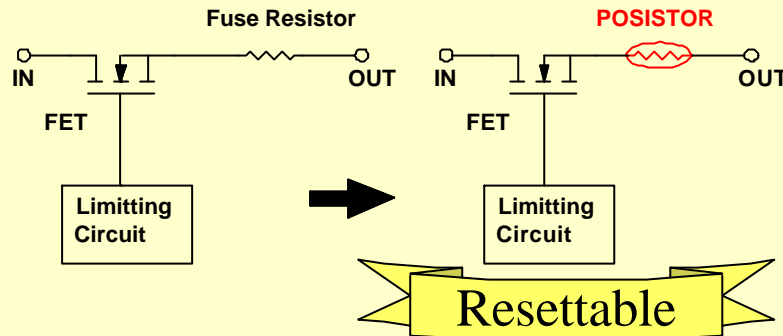 Fuse Resistor
IN
OUT
FET
Limitting
Circuit
POSISTOR
IN
OUT
FET
Limitting
Circuit
Resettable